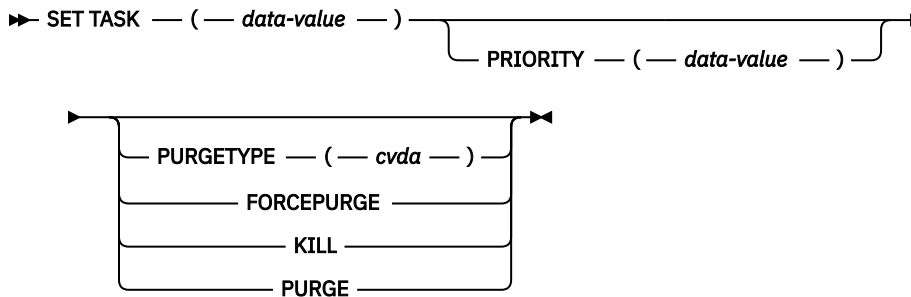 SET TASK ( data-value )
PRIORITY ( data-value )
PURGETYPE ( cvda )
FORCEPURGE
KILL
PURGE